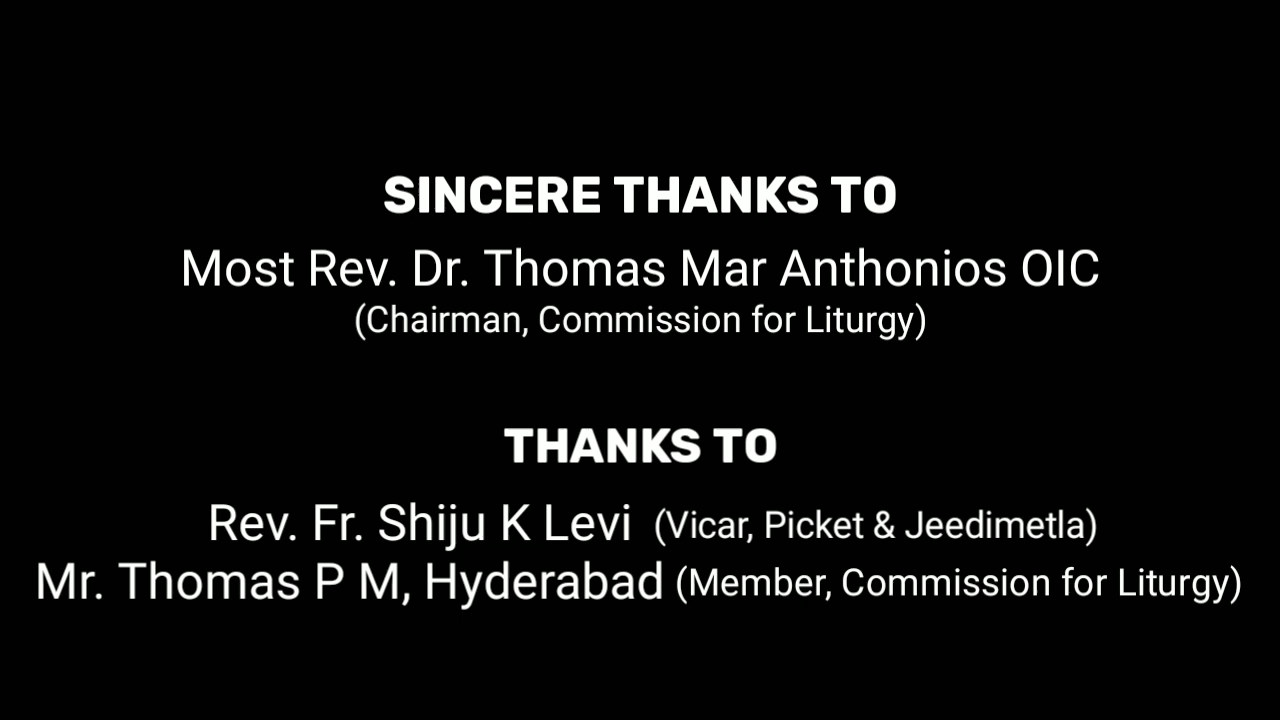 SINCERE THANKS TO
Most Rev. Dr. Thomas Mar Anthonios OIC
(Chairman, Commission for Liturgy)
THANKS TO
Rev. Fr. Shiju K Levi (Vicar, Picket & Jeedimetla)
Mr. Thomas P M, Hyderabad (Member, Commission for Liturgy)